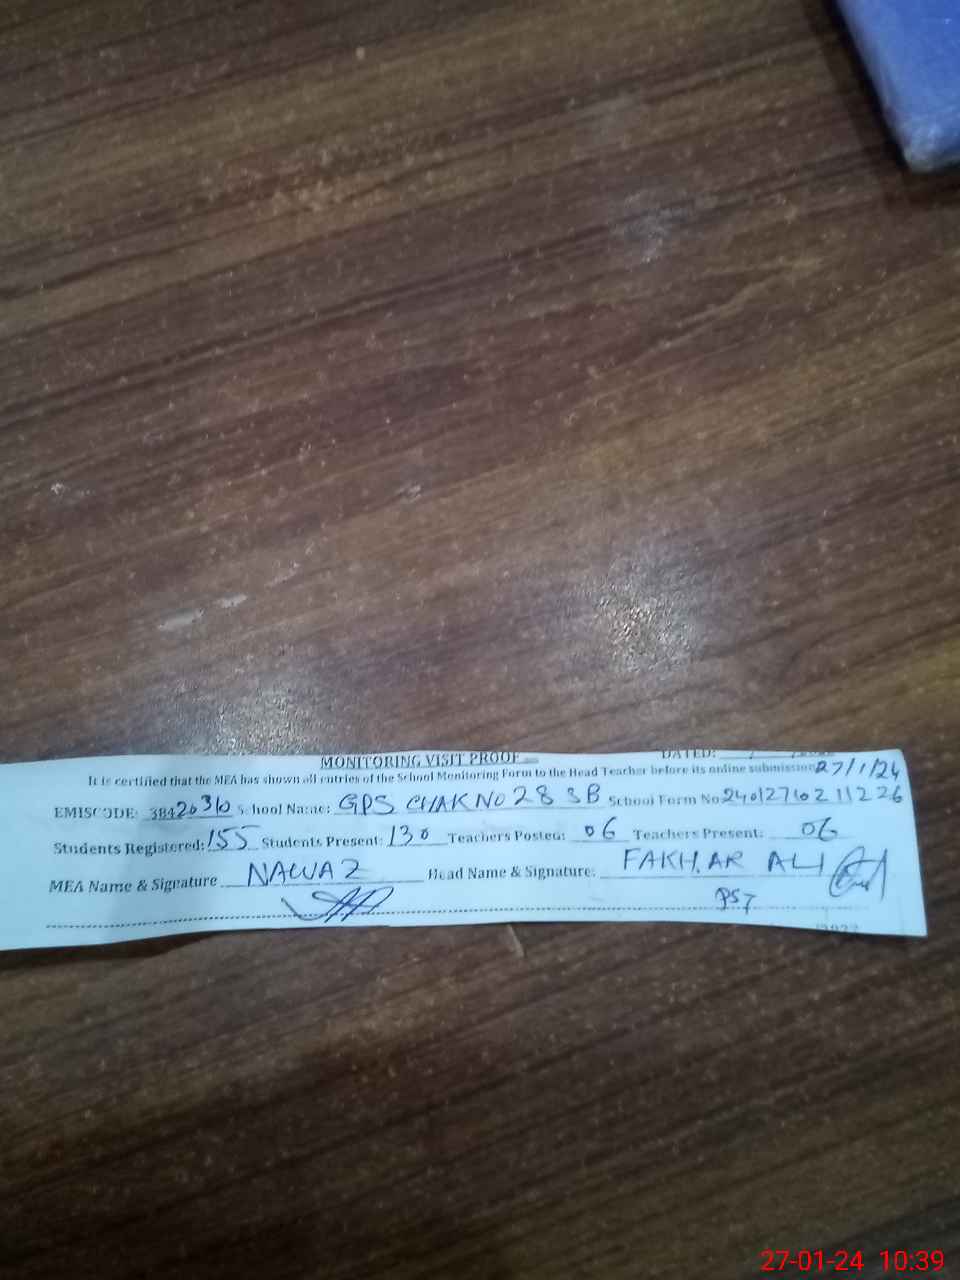 MONITORING VISIT PROOF DATED:
It is certified that the MEA has shown all entries of the School Monitoring Form to the Head Teacher before its online submission 27/1/24
EMISCODE: 38420310 School Name: GPS CHAK NO 28 SB School Form No 24012762 11226
Students Registered: 155 Students Present: 130 Teachers Posted: 06 Teachers Present: 06
MEA Name & Signature NAWAZ Head Name & Signature: FAKHAR ALI
PST
27-01-24 10:39